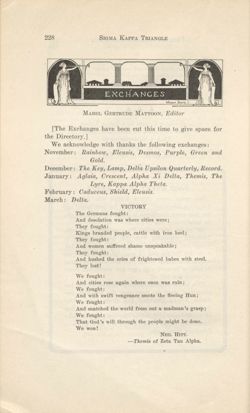 228 SIGMA KAPPA TRIANGLE
EXCHANGES
MABEL GERTRUDE MATTOON, Editor
[The Exchanges have been cut this time to give space for
the Directory.]
We acknowledge with thanks the following exchanges:
November: Rainbow, Eleusis, Desmos, Purple, Green and
Gold.
December: The Key, Lamp, Delta Upsilon Quarterly, Record.
January: Aglaia, Crescent, Alpha Xi Delta, Themis, The
Lyre, Kappa Alpha Theta.
February: Caduceus, Shield, Eleusis.
March: Delta.
VICTORY
The Germans fought:
And desolation was where cities were;
They fought:
Kings branded people, cattle with iron bred;
They fought:
And women suffered shame unspeakable;
They fought:
And hushed the cries of frightened babes with steel.
They lost!
We fought:
And cities rose again where once was ruin;
We fought:
And with swift vengeance meets the fleeing Hun;
We fought:
And snatched the world from out a madman's grasp;
We fought:
That God's will through the people might be done.
We won!
NEIL HITT.
—Themis of Zeta Tau Alpha.